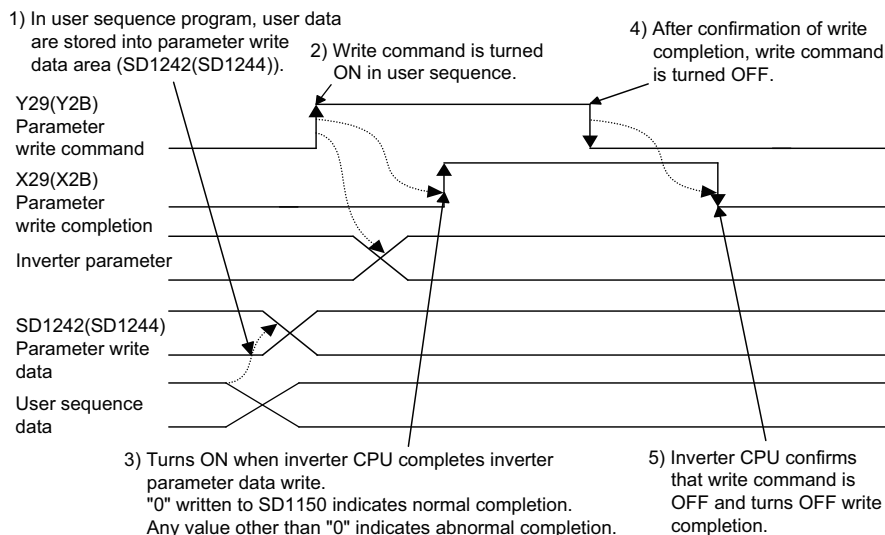 1) In user sequence program, user data
are stored into parameter write
data area (SD1242(SD1244)).
2) Write command is turned
ON in user sequence.
4) After confirmation of write
completion, write command
is turned OFF.
Y29(Y2B)
Parameter
write command
X29(X2B)
Parameter
write completion
Inverter parameter
SD1242(SD1244)
Parameter write
data
User sequence
data
3) Turns ON when inverter CPU completes inverter
parameter data write.
"0" written to SD1150 indicates normal completion.
Any value other than "0" indicates abnormal completion.
5) Inverter CPU confirms
that write command is
OFF and turns OFF write
completion.